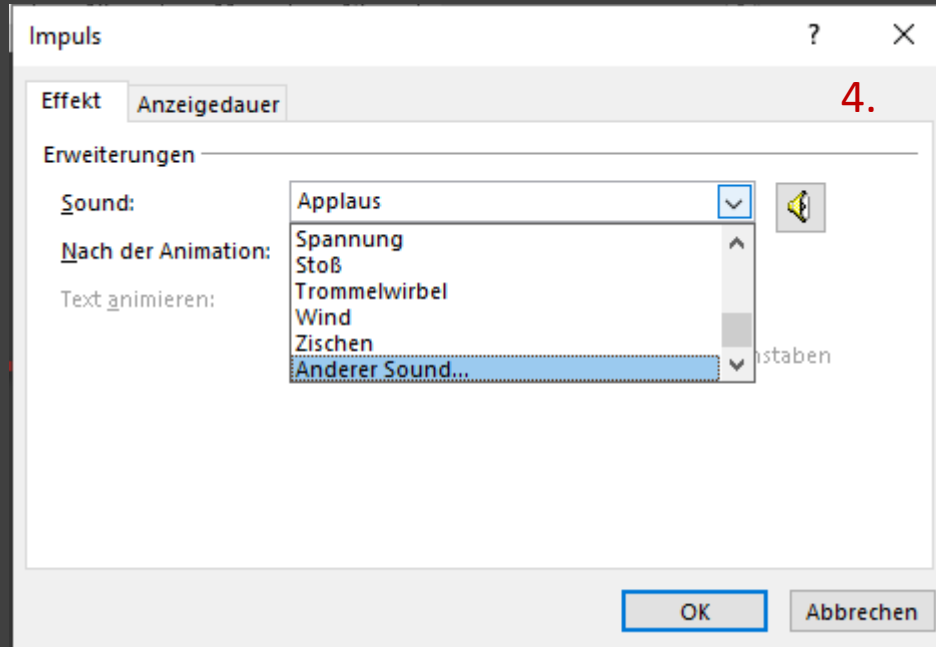 Impuls ?
Effekt Anzeigedauer 4.
Erweiterungen
Sound: Applaus
Spannung
Nach der Animation: Stoß
Trommelwirbel
Text animieren:
Wind
Zischen
Anderer Sound...
OK Abbrechen